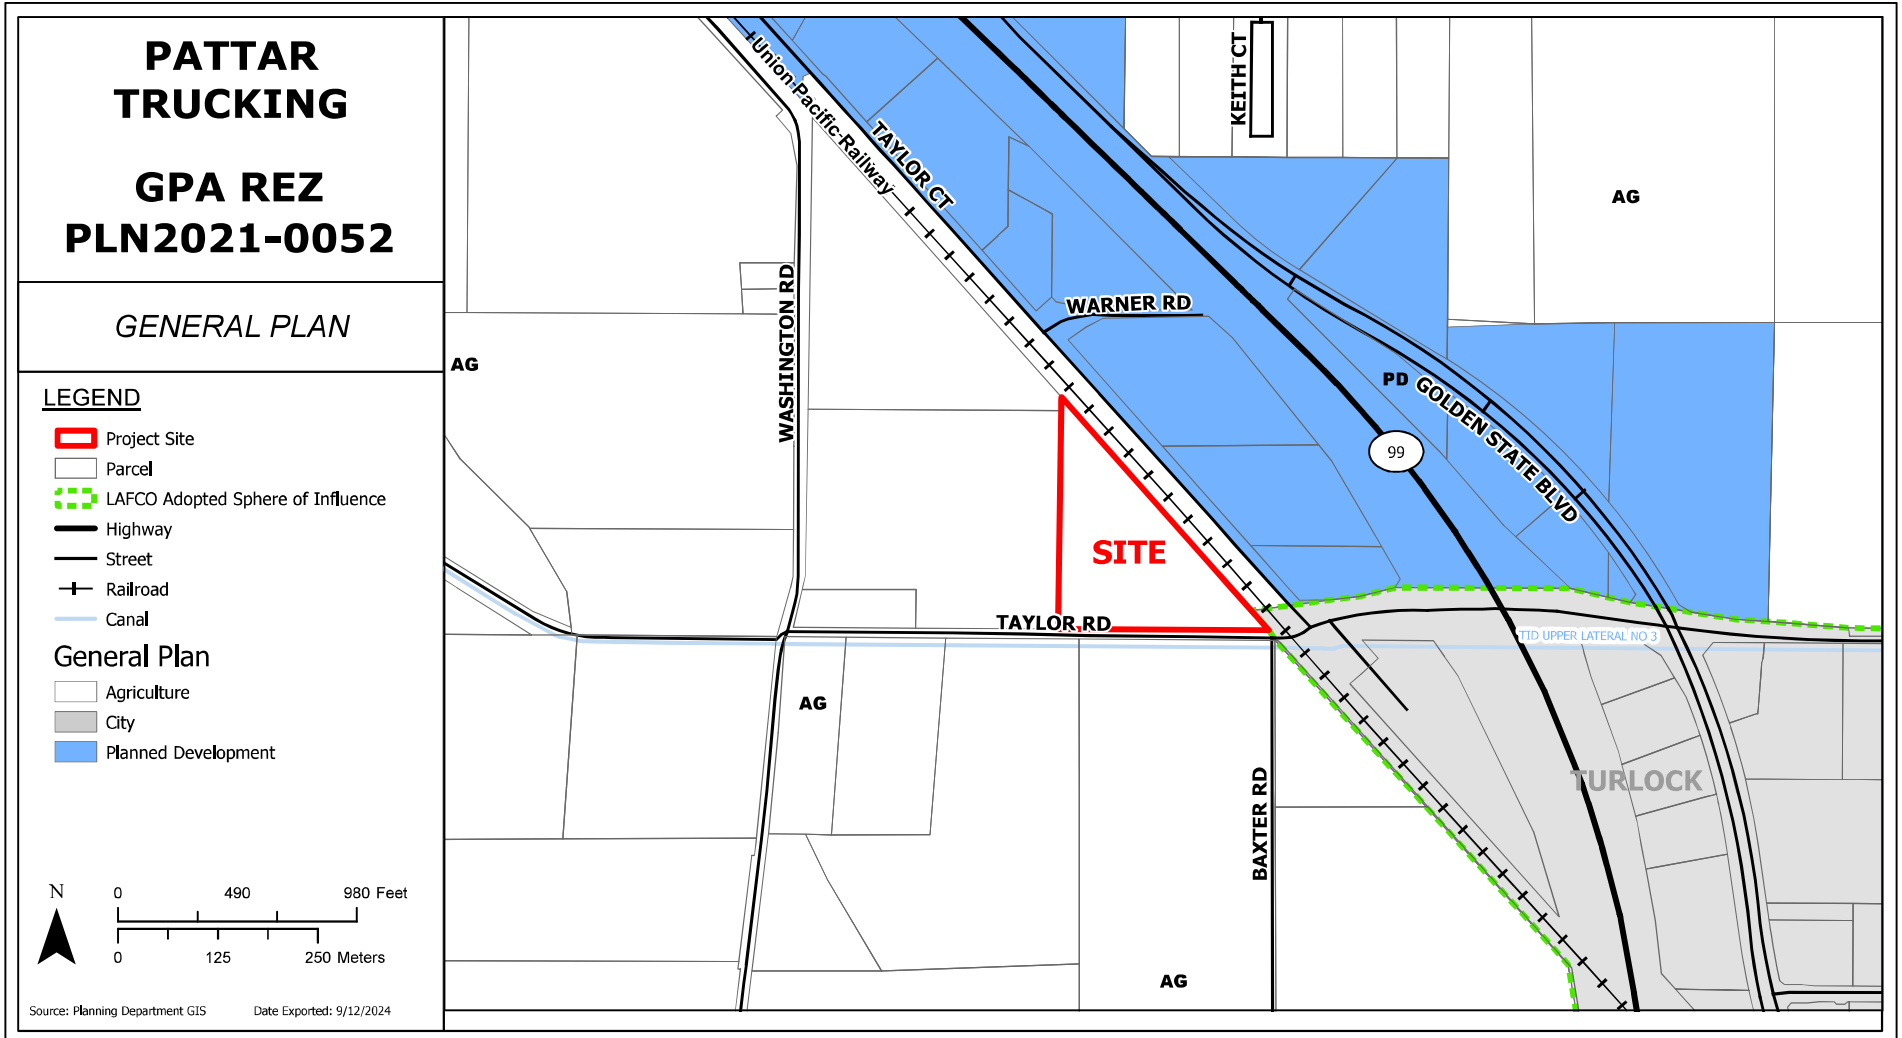 PATTAR
TRUCKING
GPA REZ
PLN2021-0052
GENERAL PLAN
LEGEND
Project Site
Parcel
LAFCO Adopted Sphere of Influence
Highway
Street
Railroad
Canal
General Plan
Agriculture
City
Planned Development
N
0 490 980 Feet
0 125 250 Meters
Source: Planning Department GIS Date Exported: 9/12/2024
Union Pacific Railway
TAYLOR CT
KEITH CT
AG
WASHINGTON RD
WARNER RD
AG
PD
GOLDEN STATE BLVD
99
SITE
TAYLOR RD
TID UPPER LATERAL NO 3
AG
TURLOCK
BAXTER RD
AG